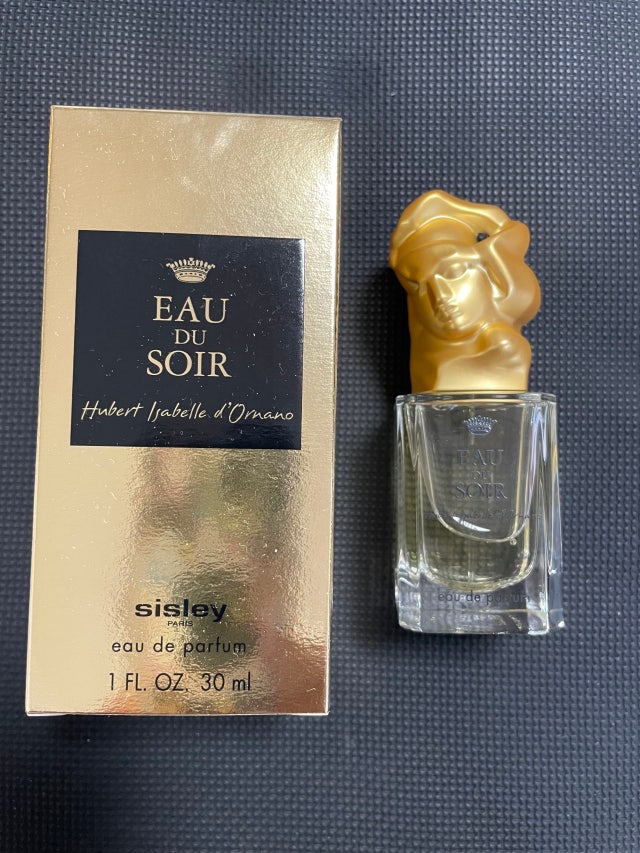 EAU
DU
SOIR
Hubert Isabelle d'Ornano
sisley
PARIS
eau de parfum
1 FL. OZ. 30 ml
EAU
DU
SOIR
eau de parfum